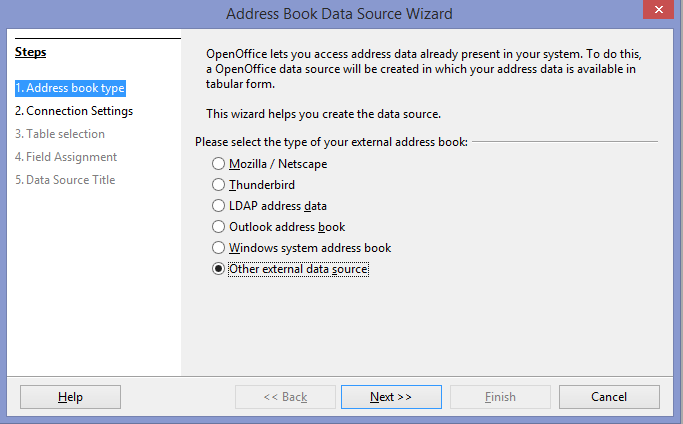 Address Book Data Source Wizard
Steps
1. Address book type
2. Connection Settings
3. Table selection
4. Field Assignment
5. Data Source Title
OpenOffice lets you access address data already present in your system. To do this,
a OpenOffice data source will be created in which your address data is available in
tabular form.
This wizard helps you create the data source.
Please select the type of your external address book:
Mozilla / Netscape
Thunderbird
LDAP address data
Outlook address book
Windows system address book
Other external data source
Help
<< Back
Next >>
Finish
Cancel